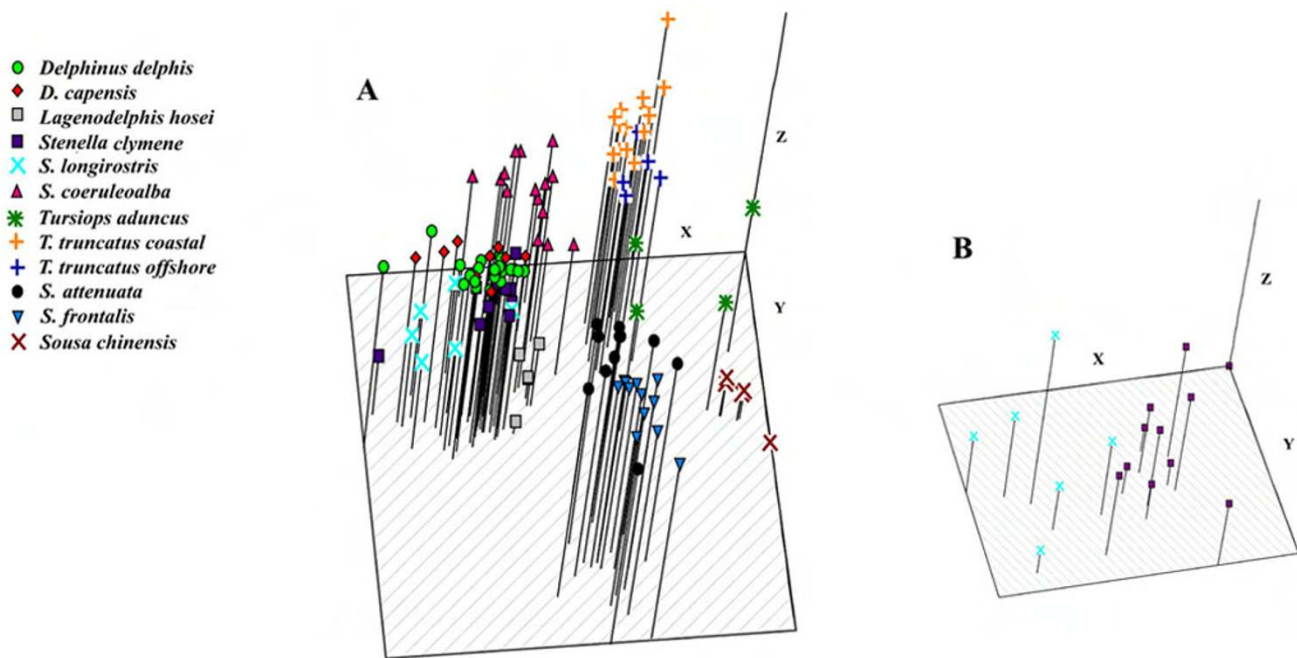 Delphinus delphis
D. capensis
Lagenodelphis hosei
Stenella clymene
S. longirostris
S. coeruleoalba
Tursiops aduncus
T. truncatus coastal
T. truncatus offshore
S. attenuata
S. frontalis
Sousa chinensis
A
X
Y
Z
B
X
Y
Z